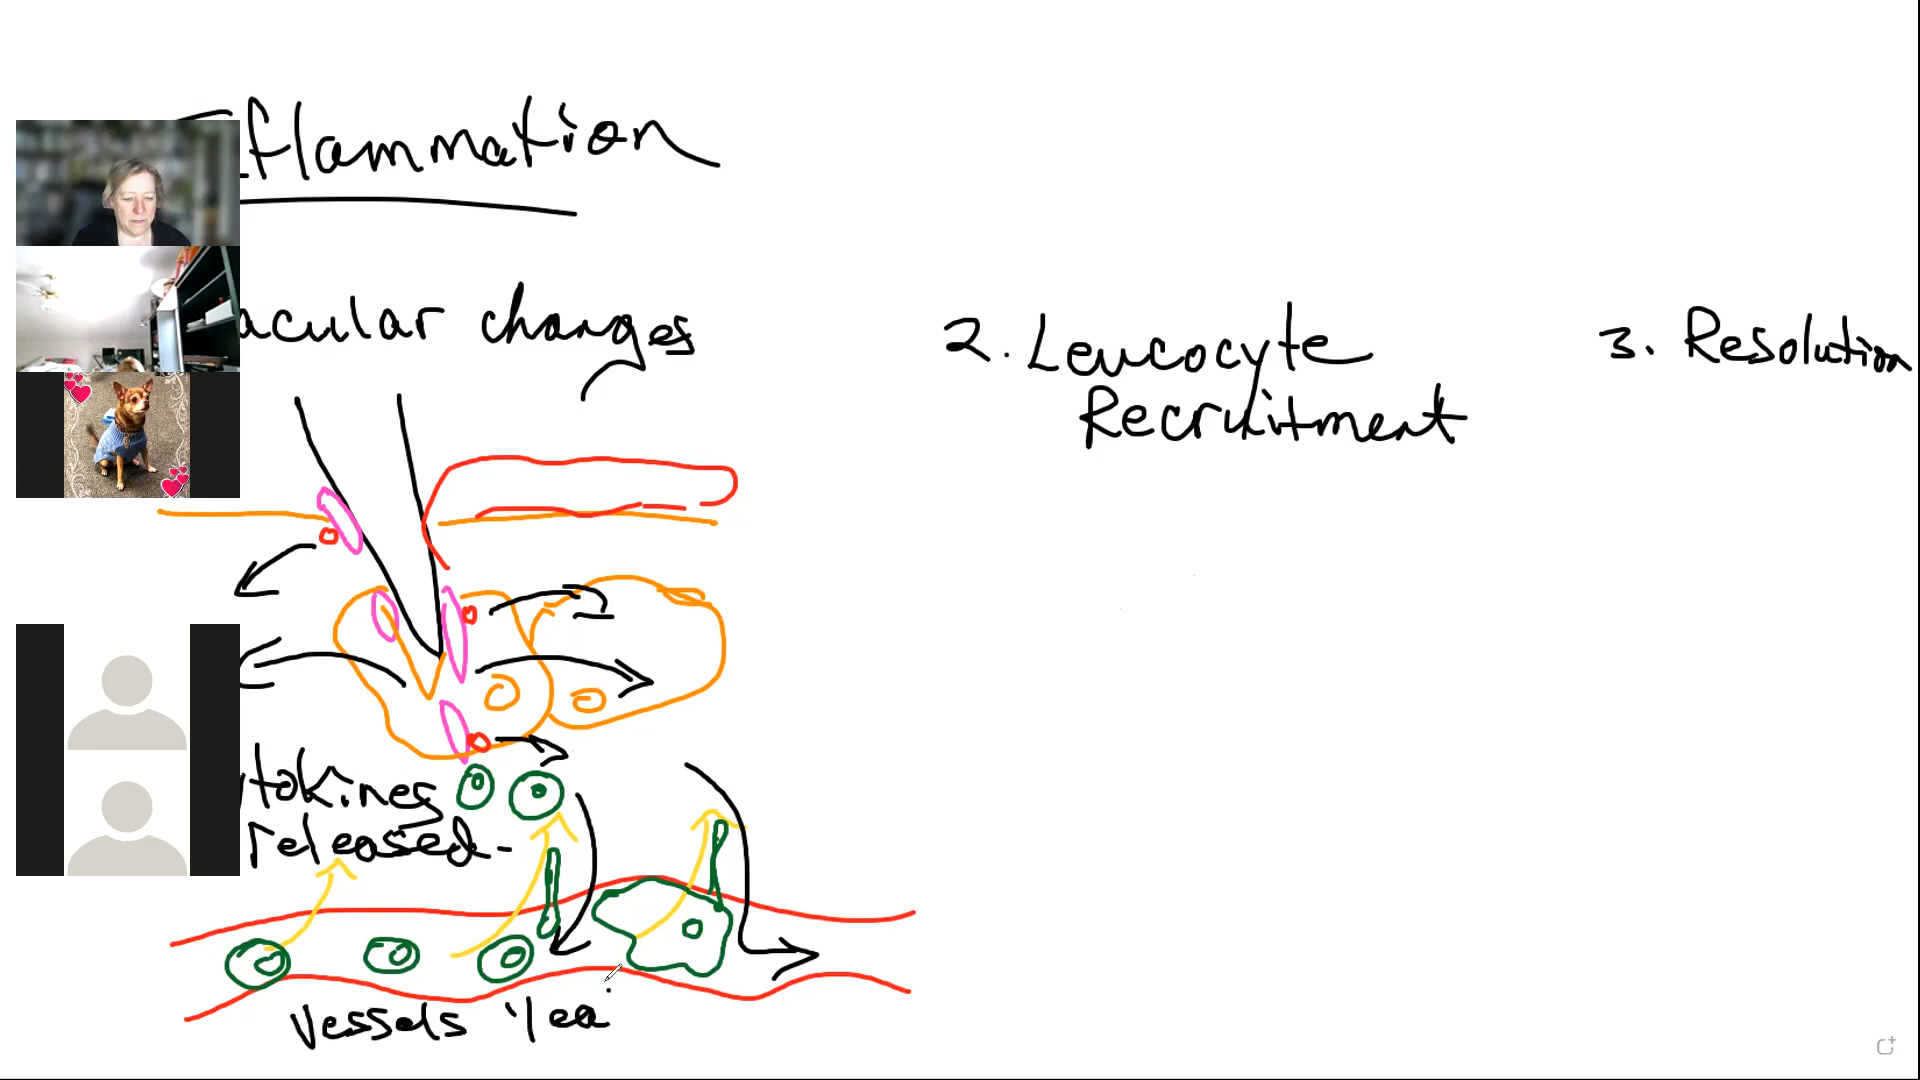 flammation
acular changes
2. Leucocyte
Recruitment
3. Resolution
tokines
released-
Vessels "lea